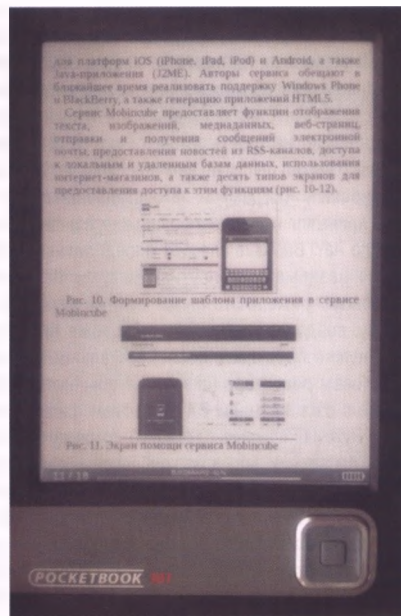 для платформ iOS (iPhone, iPad, iPod) и Android, а также
Java-приложения (J2ME). Авторы сервиса обещают в
ближайшее время реализовать поддержку Windows Phone
и BlackBerry, а также генерацию приложений HTML5.
Сервис Mobincube предоставляет функции отображения
текста, изображений, медиаданных, веб-страниц,
отправки и получения сообщений электронной
почты, предоставления новостей из RSS-каналов, доступа
к локальным и удаленным базам данных, использования
интернет-магазинов, а также десять типов экранов для
предоставления доступа к этим функциям (рис. 10-12).
Рис. 10. Формирование шаблона приложения в сервисе
Mobincube
Рис. 11. Экран помощи сервиса Mobincube
POCKETBOOK